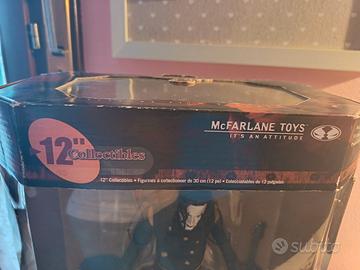 McFARLANE TOYS
IT'S AN ATTITUDE
12" Collectibles
12" Collectibles • Figurines à collectionner de 30 cm (12 po) • Coleccionables de 12 pulgadas
subito